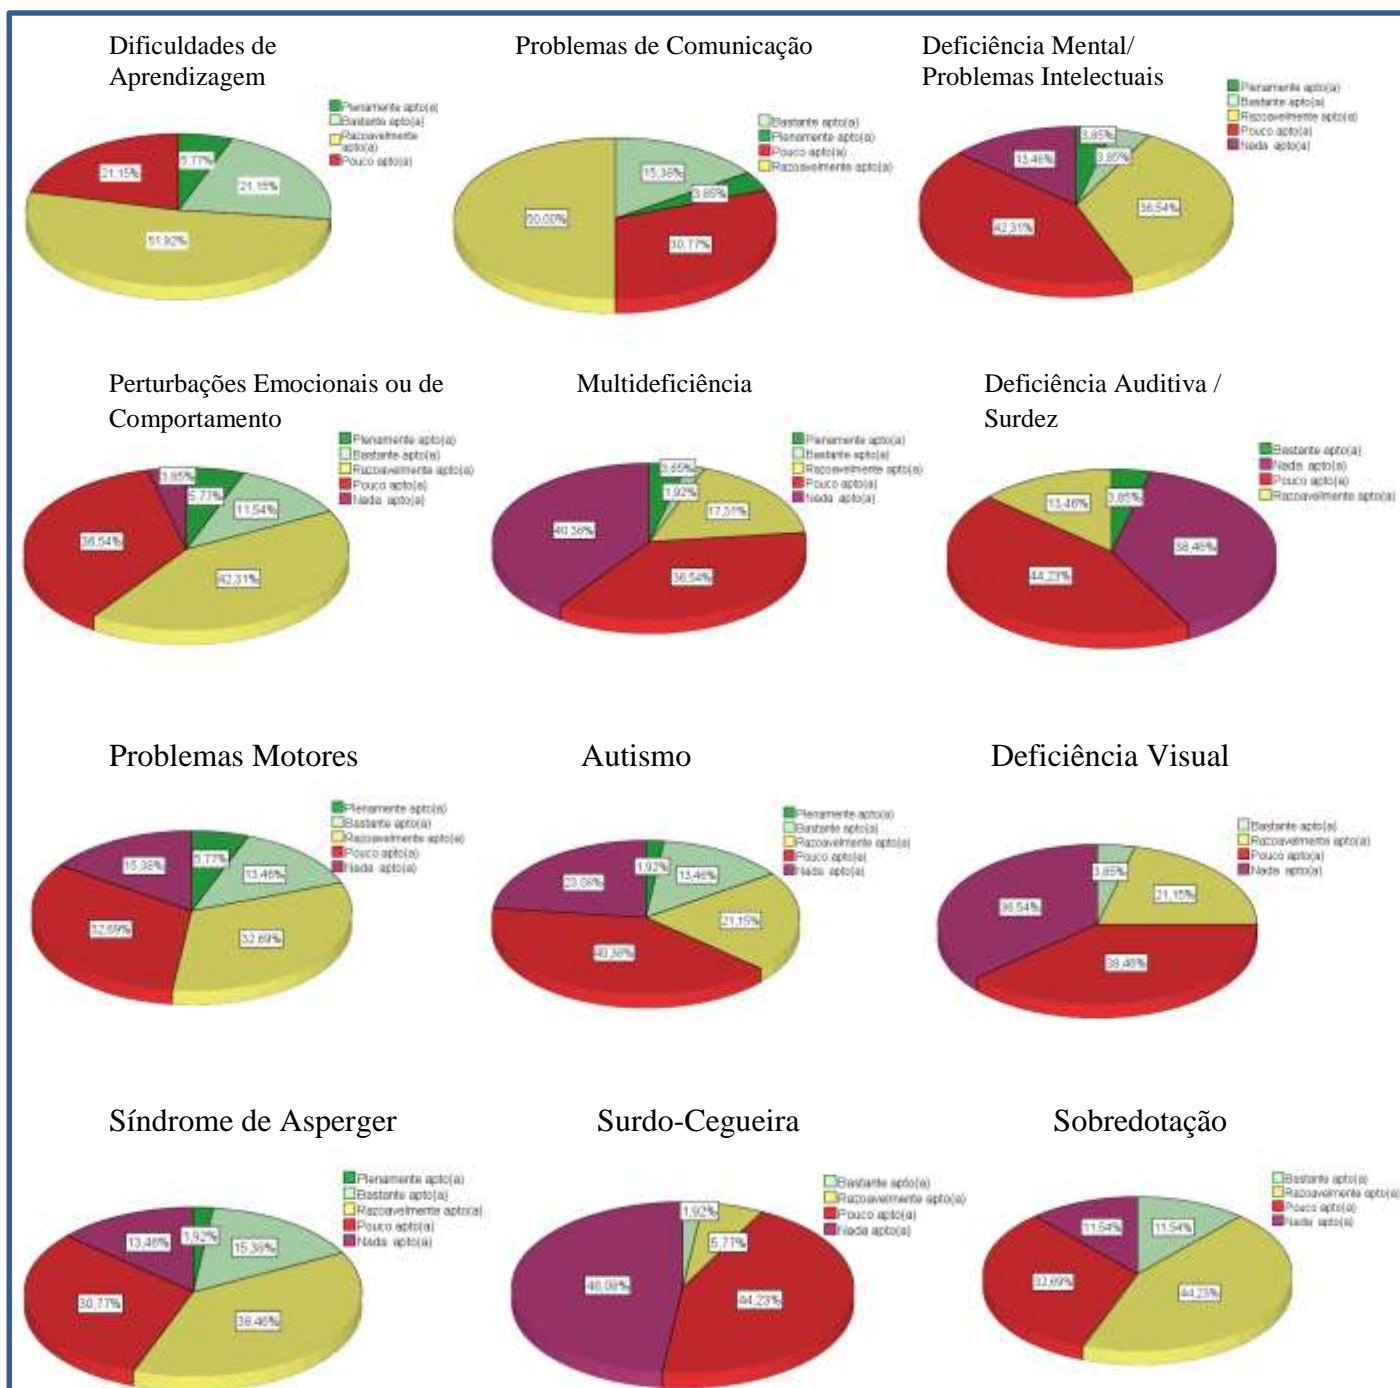 Dificuldades de
Aprendizagem
Plenamente apto(a)
Bastante apto(a)
Razoavelmente
apto(a)
Pouco apto(a)
5,77%
21,15%
51,92%
21,15%
Problemas de Comunicação
Bastante apto(a)
Plenamente apto(a)
Pouco apto(a)
Razoavelmente apto(a)
15,38%
3,85%
30,77%
50,00%
Deficiência Mental/
Problemas Intelectuais
Plenamente apto(a)
Bastante apto(a)
Razoavelmente apto(a)
Pouco apto(a)
Nada apto(a)
3,85%
3,85%
36,54%
42,31%
13,46%
Perturbações Emocionais ou de
Comportamento
Plenamente apto(a)
Bastante apto(a)
Razoavelmente apto(a)
Pouco apto(a)
Nada apto(a)
3,85%
5,77%
11,54%
42,31%
36,54%
Multideficiência
Plenamente apto(a)
Bastante apto(a)
Razoavelmente apto(a)
Pouco apto(a)
Nada apto(a)
3,85%
1,92%
17,31%
36,54%
40,38%
Deficiência Auditiva /
Surdez
Bastante apto(a)
Nada apto(a)
Pouco apto(a)
Razoavelmente apto(a)
3,85%
38,46%
44,23%
13,46%
Problemas Motores
Plenamente apto(a)
Bastante apto(a)
Razoavelmente apto(a)
Pouco apto(a)
Nada apto(a)
5,77%
13,46%
32,69%
32,69%
15,38%
Autismo
Plenamente apto(a)
Bastante apto(a)
Razoavelmente apto(a)
Pouco apto(a)
Nada apto(a)
1,92%
13,46%
21,15%
40,38%
23,08%
Deficiência Visual
Bastante apto(a)
Razoavelmente apto(a)
Pouco apto(a)
Nada apto(a)
3,85%
21,15%
38,46%
36,54%
Síndrome de Asperger
Plenamente apto(a)
Bastante apto(a)
Razoavelmente apto(a)
Pouco apto(a)
Nada apto(a)
1,92%
15,38%
38,46%
30,77%
13,46%
Surdo-Cegueira
Bastante apto(a)
Razoavelmente apto(a)
Pouco apto(a)
Nada apto(a)
1,92%
5,77%
44,23%
48,08%
Sobredotação
Bastante apto(a)
Razoavelmente apto(a)
Pouco apto(a)
Nada apto(a)
11,54%
44,23%
32,69%
11,54%